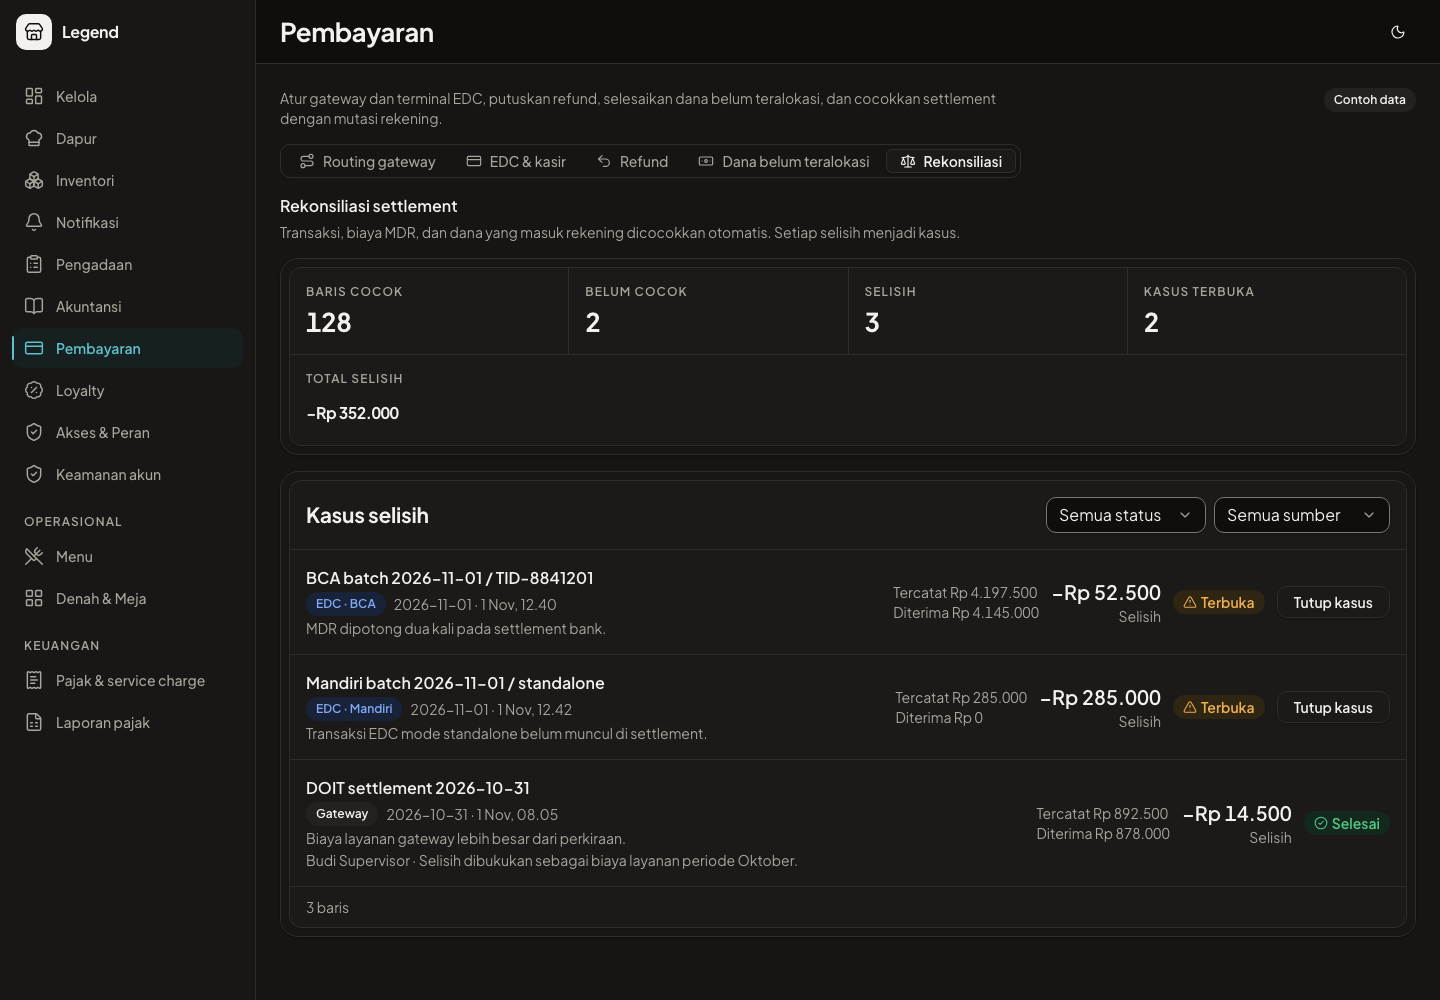 Legend
Pembayaran
Kelola
Dapur
Inventori
Notifikasi
Pengadaan
Akuntansi
Pembayaran
Loyalty
Akses & Peran
Keamanan akun
OPERASIONAL
Menu
Denah & Meja
KEUANGAN
Pajak & service charge
Laporan pajak
Atur gateway dan terminal EDC, putuskan refund, selesaikan dana belum teralokasi, dan cocokkan settlement
dengan mutasi rekening.
Contoh data
Routing gateway
EDC & kasir
Refund
Dana belum teralokasi
Rekonsiliasi
Rekonsiliasi settlement
Transaksi, biaya MDR, dan dana yang masuk rekening dicocokkan otomatis. Setiap selisih menjadi kasus.
BARIS COCOK
128
BELUM COCOK
2
SELISIH
3
KASUS TERBUKA
2
TOTAL SELISIH
−Rp 352.000
Kasus selisih
Semua status
Semua sumber
BCA batch 2026-11-01 / TID-8841201
EDC · BCA
2026-11-01 · 1 Nov, 12.40
MDR dipotong dua kali pada settlement bank.
Tercatat Rp 4.197.500
Diterima Rp 4.145.000
−Rp 52.500
Selisih
Terbuka
Tutup kasus
Mandiri batch 2026-11-01 / standalone
EDC · Mandiri
2026-11-01 · 1 Nov, 12.42
Transaksi EDC mode standalone belum muncul di settlement.
Tercatat Rp 285.000
Diterima Rp 0
−Rp 285.000
Selisih
Terbuka
Tutup kasus
DOIT settlement 2026-10-31
Gateway
2026-10-31 · 1 Nov, 08.05
Biaya layanan gateway lebih besar dari perkiraan.
Budi Supervisor · Selisih dibukukan sebagai biaya layanan periode Oktober.
Tercatat Rp 892.500
Diterima Rp 878.000
−Rp 14.500
Selisih
Selesai
3 baris